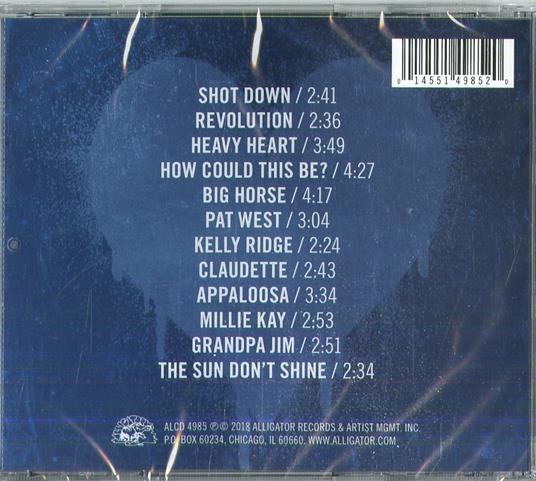 0 14551 49852 0
SHOT DOWN / 2:41
REVOLUTION / 2:36
HEAVY HEART / 3:49
HOW COULD THIS BE? / 4:27
BIG HORSE / 4:17
PAT WEST / 3:04
KELLY RIDGE / 2:24
CLAUDETTE / 2:43
APPALOOSA / 3:34
MILLIE KAY / 2:53
GRANDPA JIM / 2:51
THE SUN DON'T SHINE / 2:34
ALCD 4985 ℗© 2018 ALLIGATOR RECORDS & ARTIST MGMT. INC.
P.O. BOX 60234, CHICAGO, IL 60660. WWW.ALLIGATOR.COM